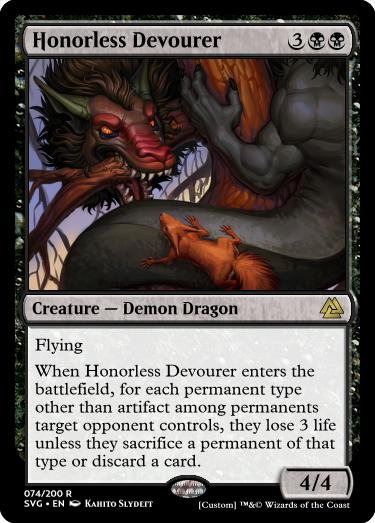 Honorless Devourer 3
Creature — Demon Dragon
Flying
When Honorless Devourer enters the
battlefield, for each permanent type
other than artifact among permanents
target opponent controls, they lose 3 life
unless they sacrifice a permanent of that
type or discard a card.
4/4
074/200 R
SVG • EN Kahito Slydeft [Custom] ™&© Wizards of the Coast